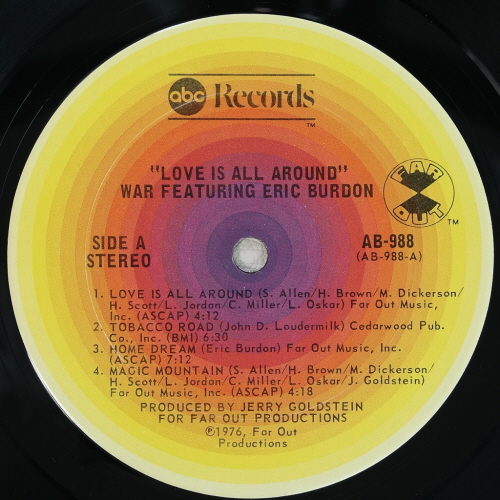 abc Records
TM
"LOVE IS ALL AROUND"
WAR FEATURING ERIC BURDON
FAR OUT
TM
SIDE A
STEREO
AB-988
(AB-988-A)
1. LOVE IS ALL AROUND (S. Allen/H. Brown/M. Dickerson/
H. Scott/L. Jordan/C. Miller/L. Oskar) Far Out Music,
Inc. (ASCAP) 4:12
2. TOBACCO ROAD (John D. Loudermilk) Cedarwood Pub.
Co., Inc. (BMI) 6:30
3. HOME DREAM (Eric Burdon) Far Out Music, Inc.
(ASCAP) 7:12
4. MAGIC MOUNTAIN (S. Allen/H. Brown/M. Dickerson/
H. Scott/L. Jordan/C. Miller/L. Oskar/J. Goldstein)
Far Out Music, Inc. (ASCAP) 4:18
PRODUCED BY JERRY GOLDSTEIN
FOR FAR OUT PRODUCTIONS
℗1976, Far Out
Productions